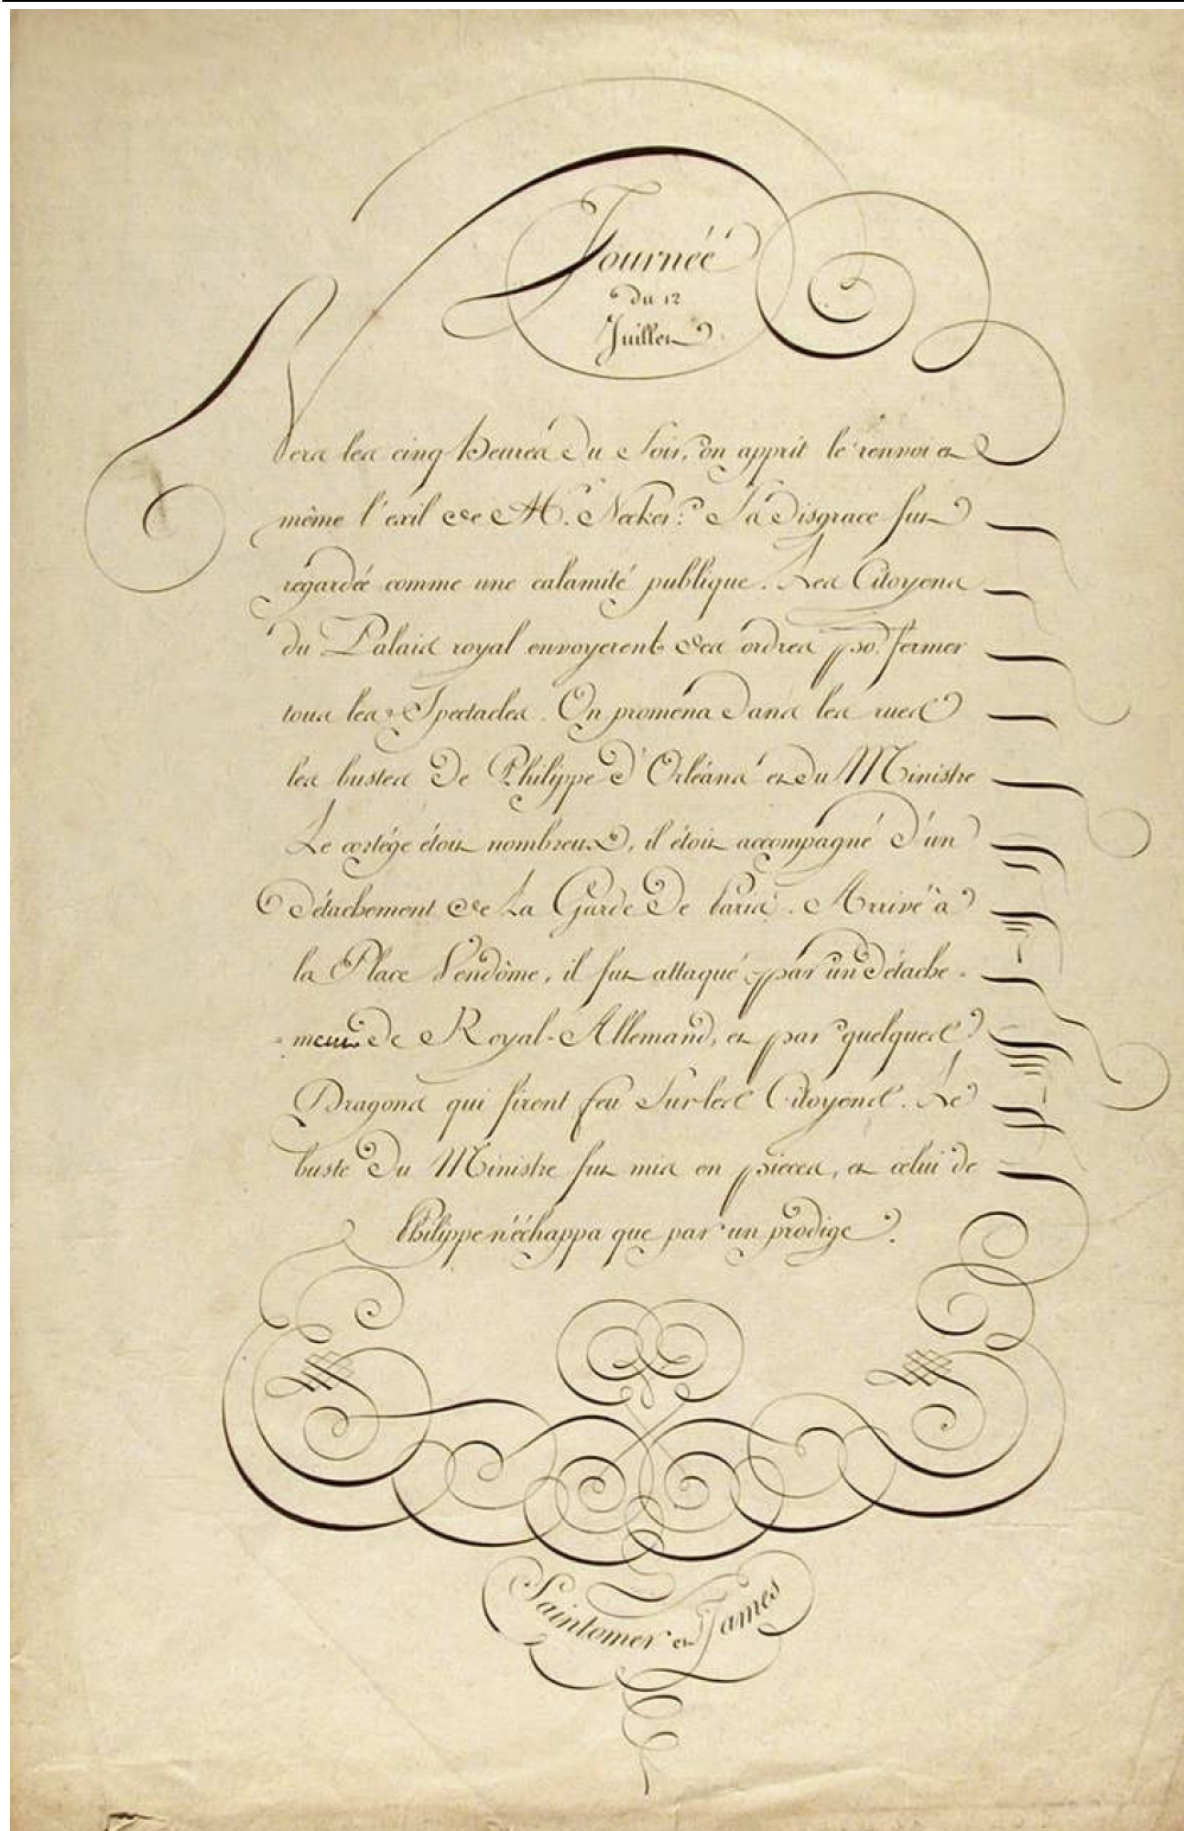 Journée
du 12
Juillet
Vers les cinq heures du Soir, on apprit le renvoi et
même l'exil de M. Necker: Sa disgrace fut
regardée comme une calamité publique. Les Citoyens
du Palais royal envoyerent des ordres po. fermer
tous les Spectacles. On promena dans les rues
les bustes de Philippe d'Orléans et du Ministre
Le cortége étoit nombreux, il étoit accompagné d'un
détachement de La Garde de Paris. Arrivé à
la Place Vendôme, il fut attaqué par un détache-
-ment de Royal-Allemand, et par quelques
Dragons qui firent feu Sur les Citoyens. Le
buste du Ministre fut mis en pieces, et celui de
Philippe n'échappa que par un prodige.
Saintomer et James